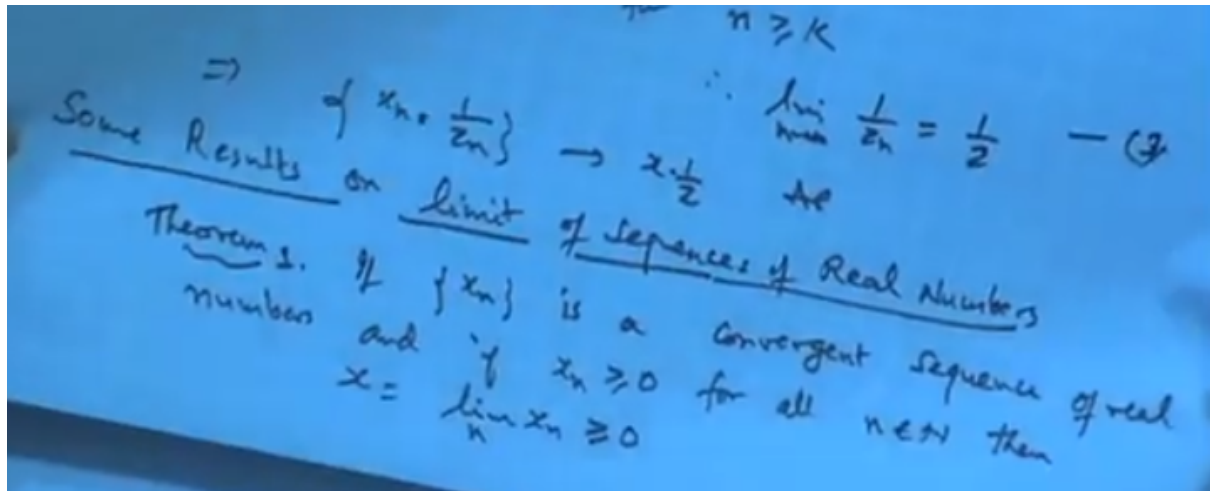 n ≥ K
∴ lim n→∞ 1/zn = 1/z — (2)
⇒ { xn · 1/zn } → x · 1/z
Some Results on limit of Sequences of Real Numbers
Theorem 1. If {xn} is a convergent sequence of real
numbers and if xn ≥ 0 for all n ∈ N then
x = lim n xn ≥ 0